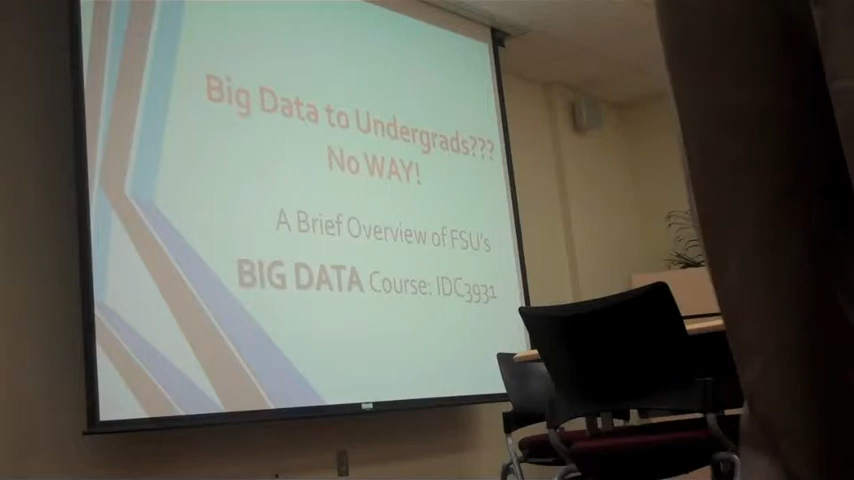 Big Data to Undergrads???
No WAY!
A Brief Overview of FSU's
BIG DATA Course: IDC3931